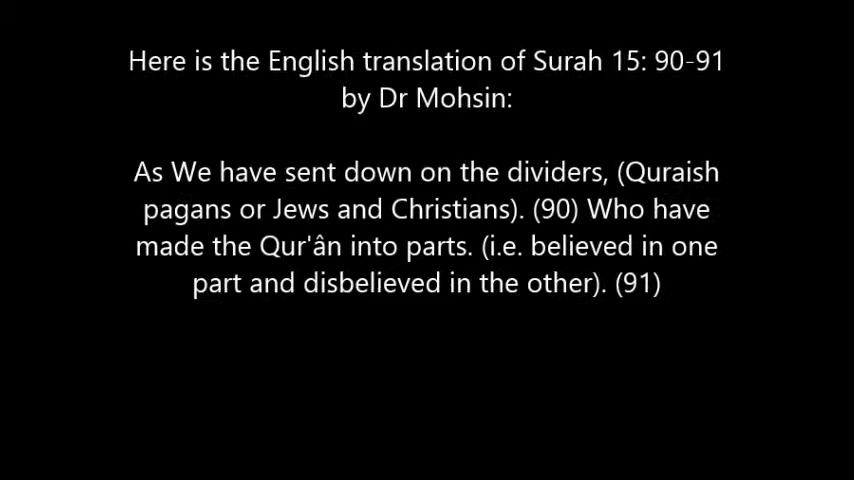 Here is the English translation of Surah 15: 90-91
by Dr Mohsin:
As We have sent down on the dividers, (Quraish
pagans or Jews and Christians). (90) Who have
made the Qur'ân into parts. (i.e. believed in one
part and disbelieved in the other). (91)